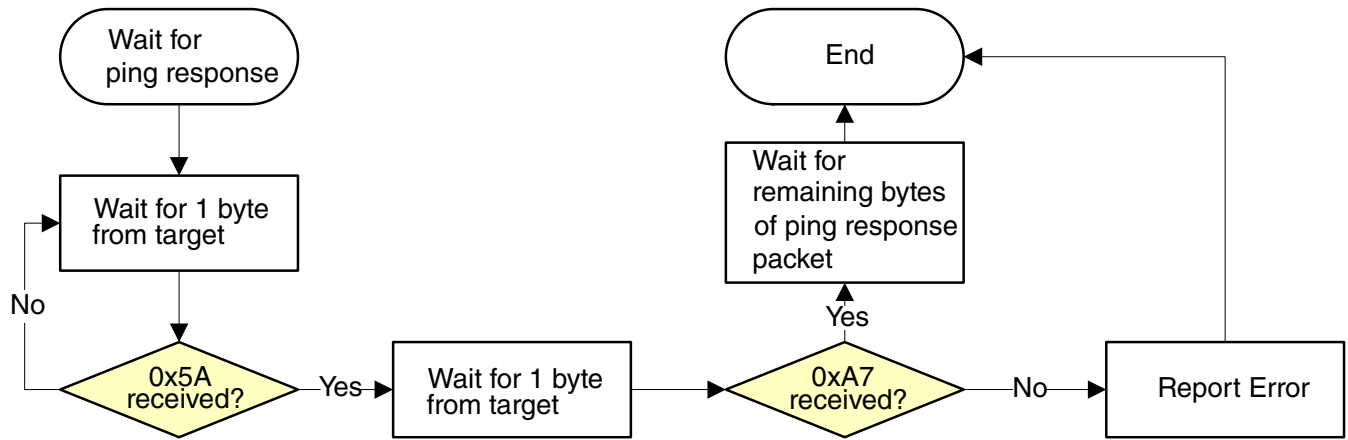 Wait for
ping response
Wait for 1 byte
from target
No
0x5A
received?
Yes
Wait for 1 byte
from target
0xA7
received?
Yes
Wait for
remaining bytes
of ping response
packet
End
No
Report Error